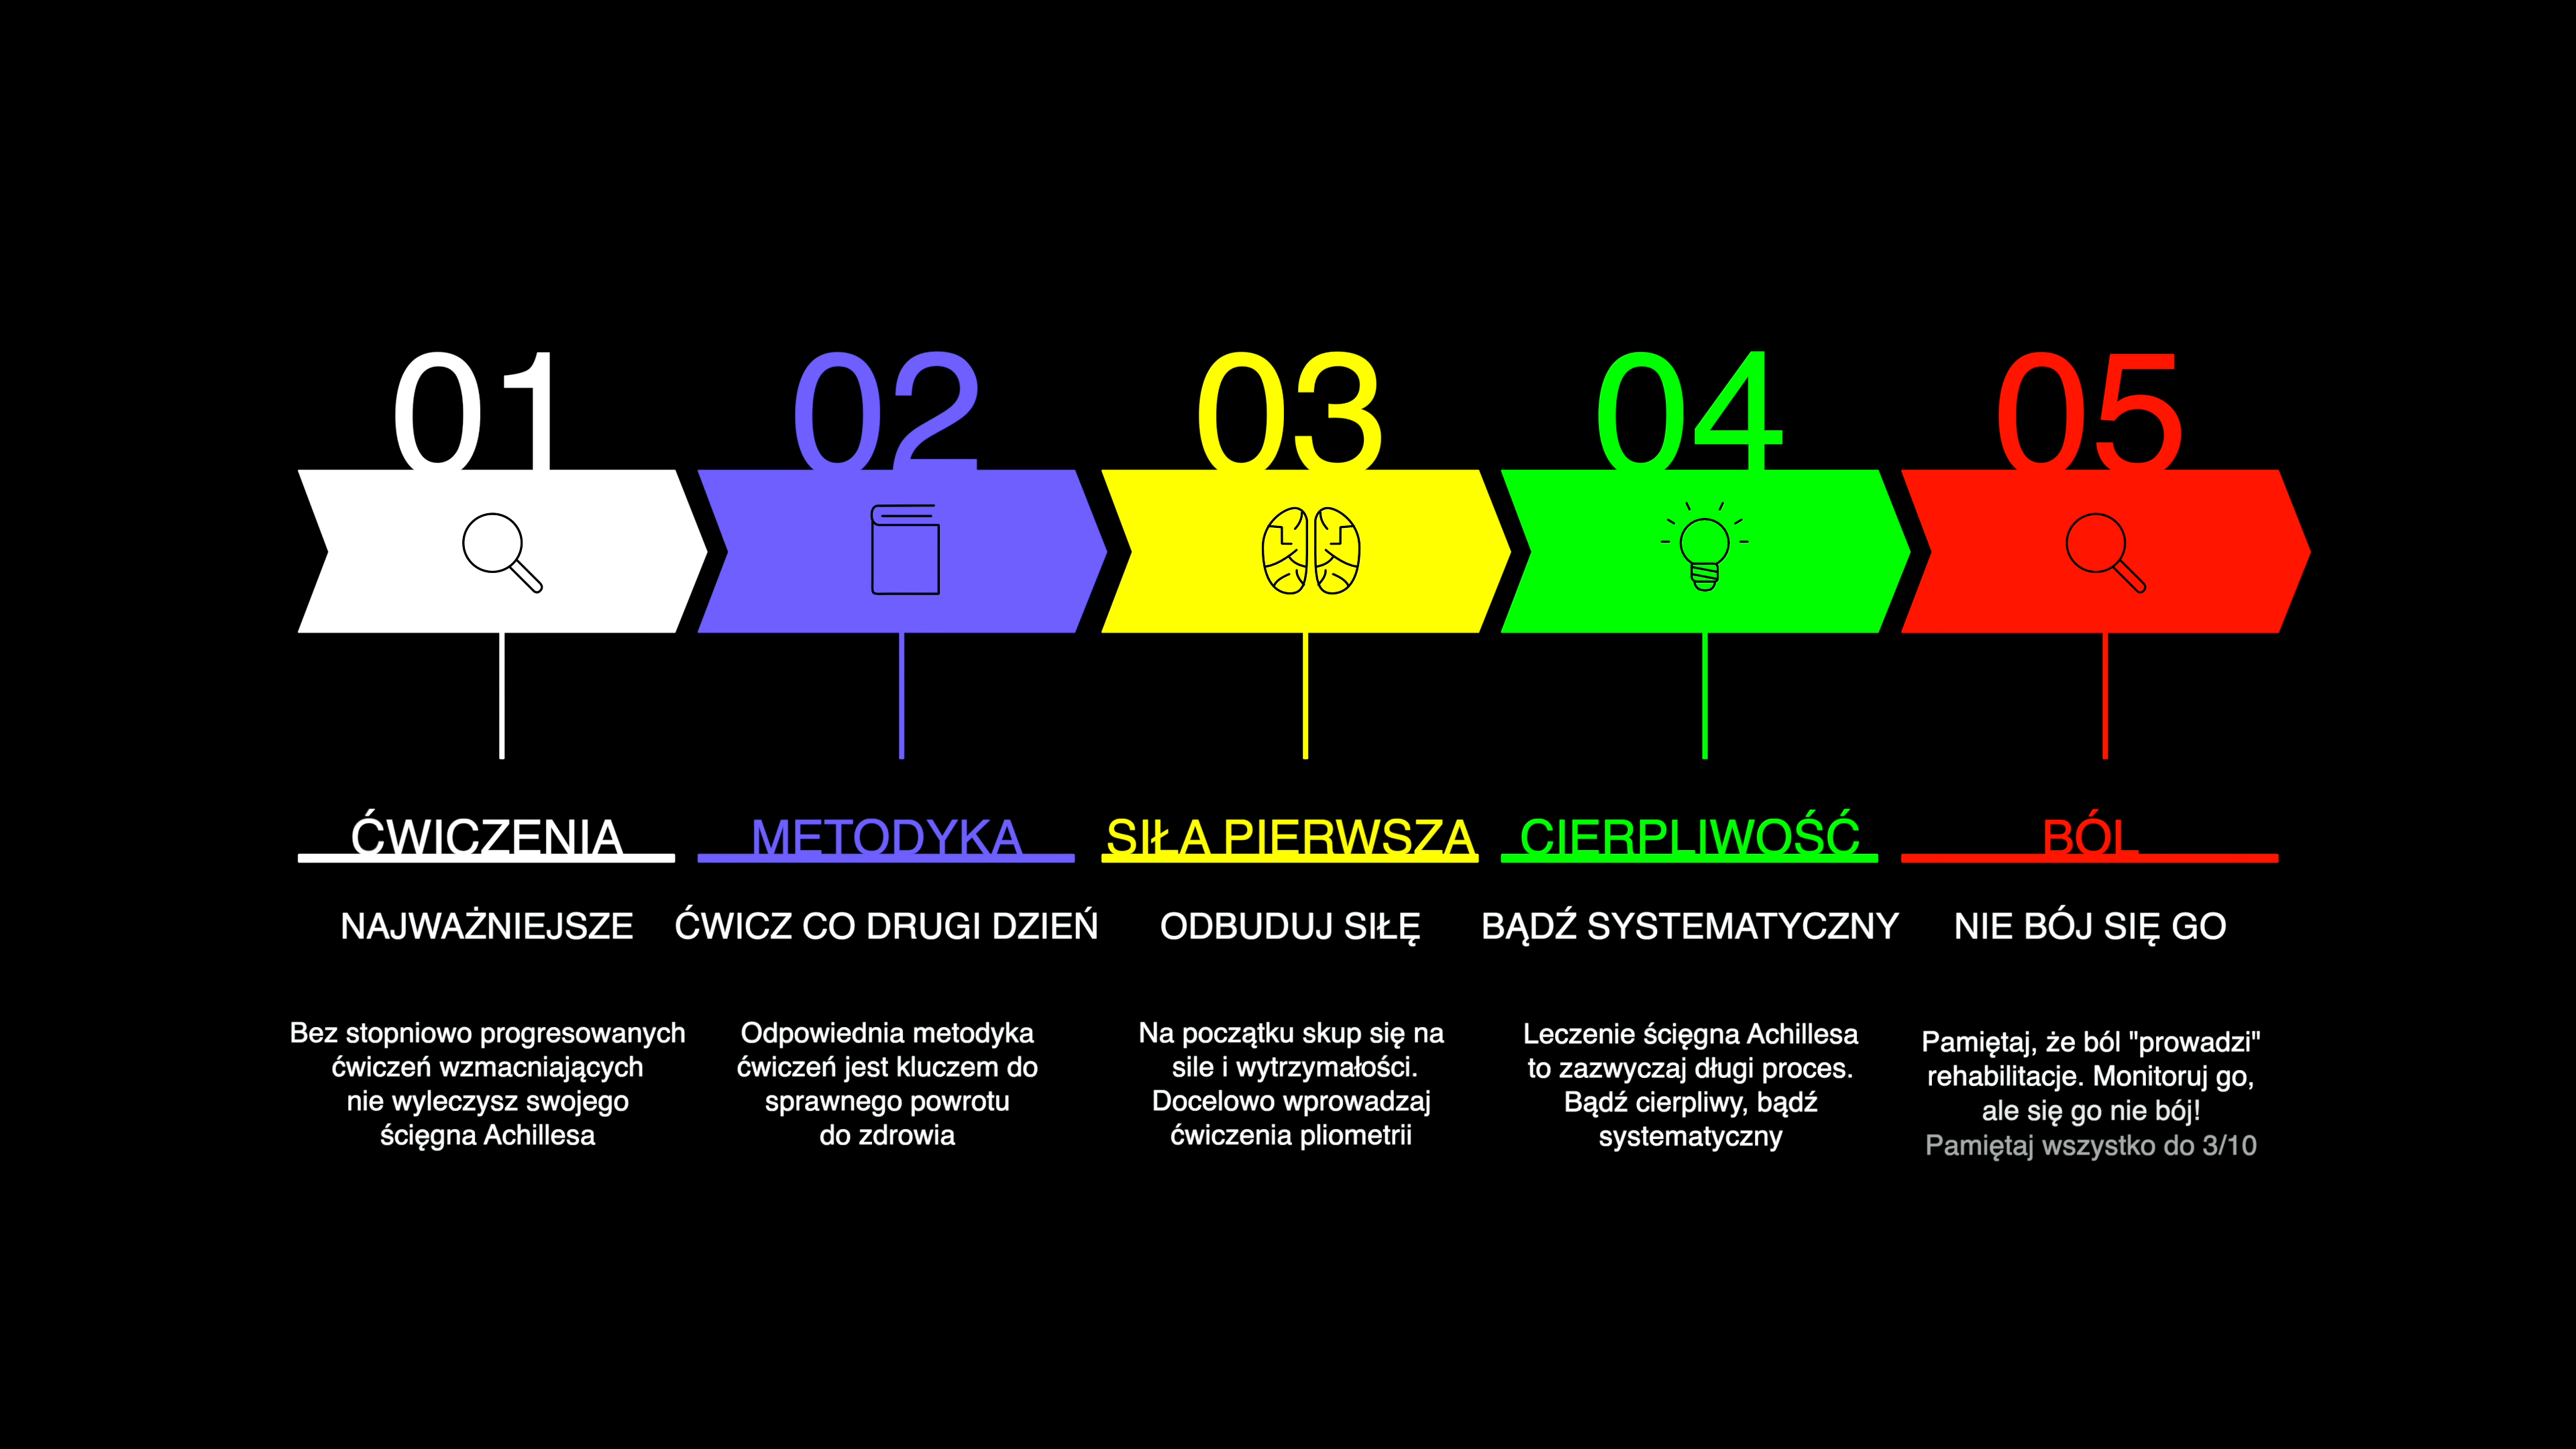 01
02
03
04
05
ĆWICZENIA
NAJWAŻNIEJSZE
Bez stopniowo progresowanych
ćwiczeń wzmacniających
nie wyleczysz swojego
ścięgna Achillesa
METODYKA
ĆWICZ CO DRUGI DZIEŃ
Odpowiednia metodyka
ćwiczeń jest kluczem do
sprawnego powrotu
do zdrowia
SIŁA PIERWSZA
ODBUDUJ SIŁĘ
Na początku skup się na
sile i wytrzymałości.
Docelowo wprowadzaj
ćwiczenia pliometrii
CIERPLIWOŚĆ
BĄDŹ SYSTEMATYCZNY
Leczenie ścięgna Achillesa
to zazwyczaj długi proces.
Bądź cierpliwy, bądź
systematyczny
BÓL
NIE BÓJ SIĘ GO
Pamiętaj, że ból "prowadzi"
rehabilitacje. Monitoruj go,
ale się go nie bój!
Pamiętaj wszystko do 3/10